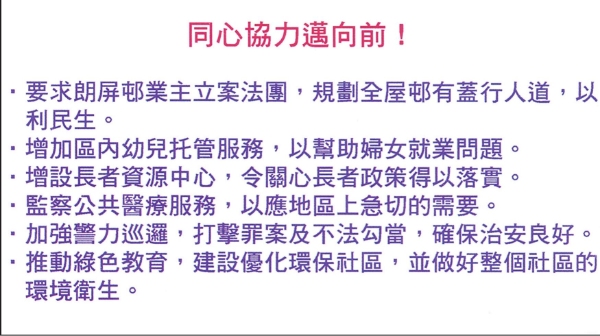 同心協力邁向前！
・要求朗屏邨業主立案法團，規劃全屋邨有蓋行人道，以
利民生。
・增加區內幼兒托管服務，以幫助婦女就業問題。
・增設長者資源中心，令關心長者政策得以落實。
・監察公共醫療服務，以應地區上急切的需要。
・加強警力巡邏，打擊罪案及不法勾當，確保治安良好。
・推動綠色教育，建設優化環保社區，並做好整個社區的
環境衛生。